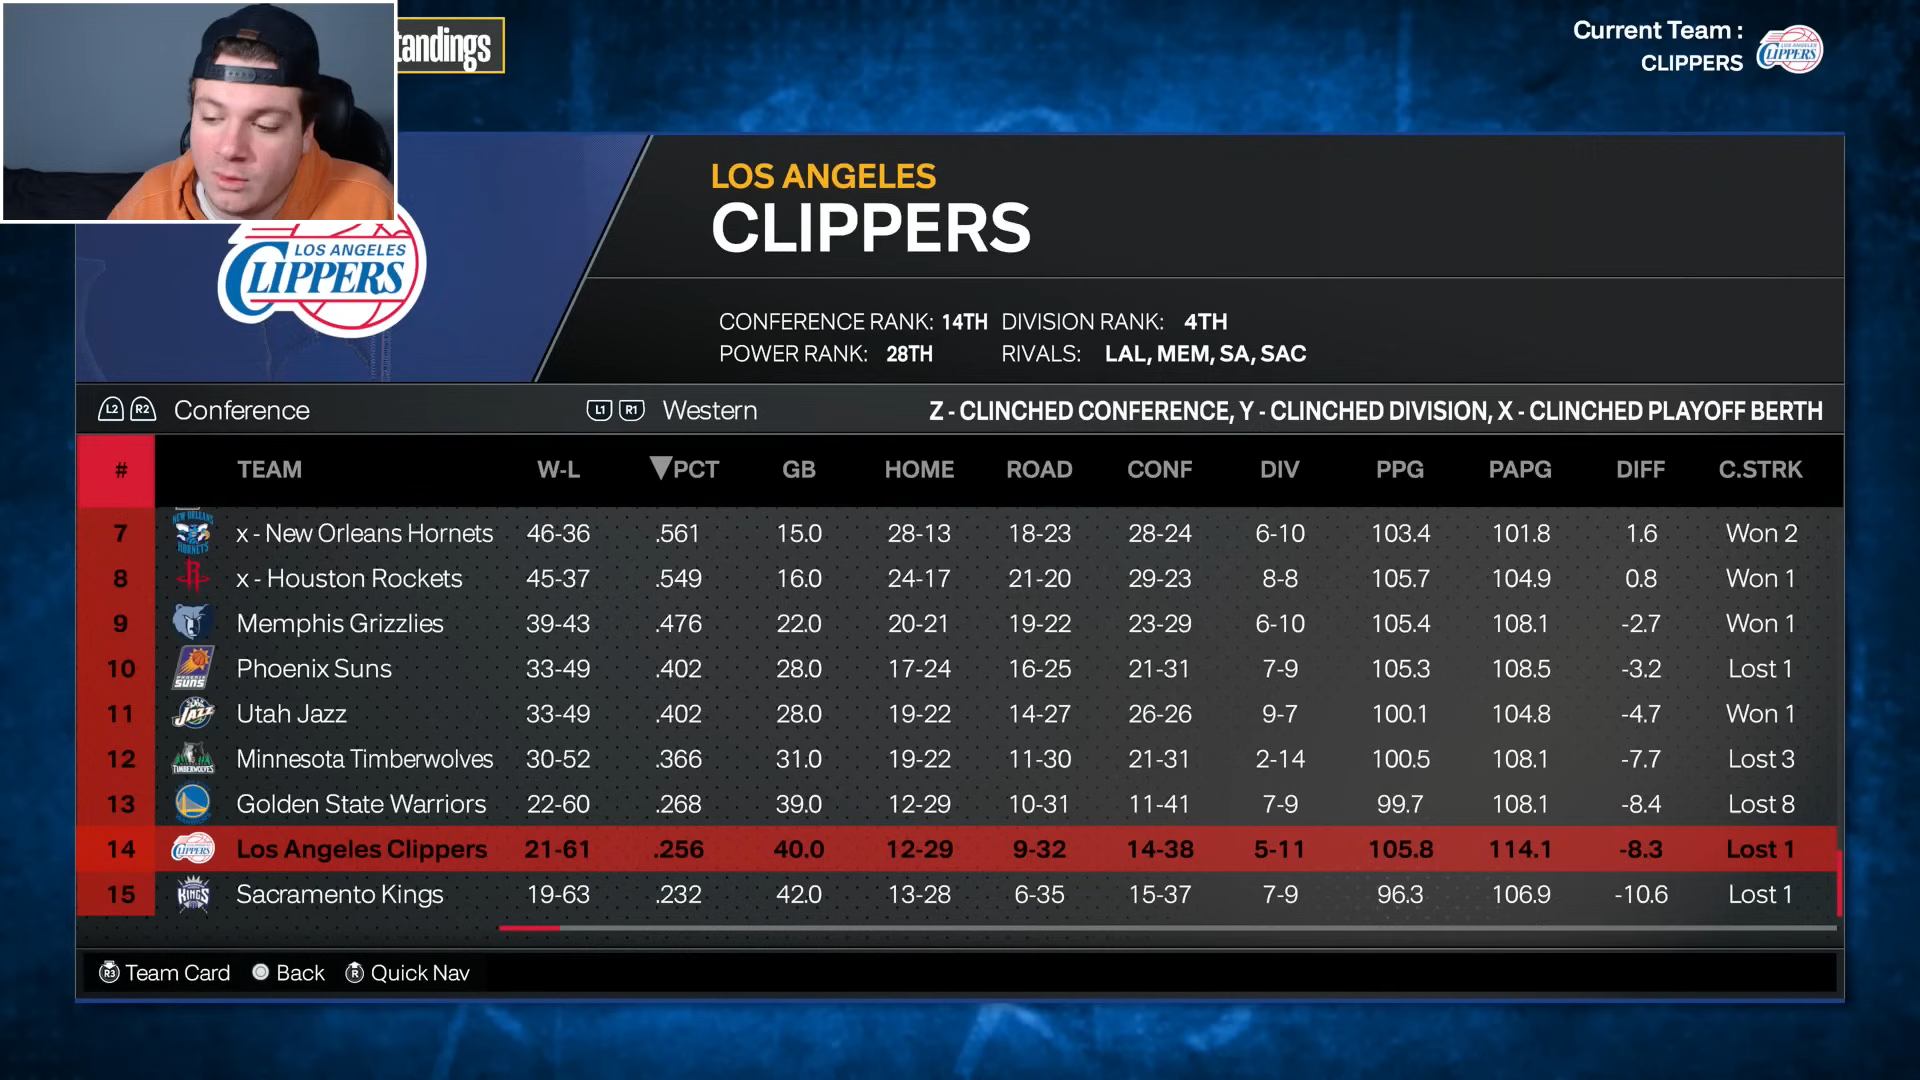 tandings
Current Team :
CLIPPERS
LOS ANGELES
CLIPPERS
LOS ANGELES
CLIPPERS
LOS ANGELES
CLIPPERS
CONFERENCE RANK: 14TH DIVISION RANK: 4TH
POWER RANK: 28TH RIVALS: LAL, MEM, SA, SAC
L2 R2 Conference L1 R1 Western Z - CLINCHED CONFERENCE, Y - CLINCHED DIVISION, X - CLINCHED PLAYOFF BERTH
# TEAM W-L PCT GB HOME ROAD CONF DIV PPG PAPG DIFF C.STRK
7 x - New Orleans Hornets 46-36 .561 15.0 28-13 18-23 28-24 6-10 103.4 101.8 1.6 Won 2
8 x - Houston Rockets 45-37 .549 16.0 24-17 21-20 29-23 8-8 105.7 104.9 0.8 Won 1
9 Memphis Grizzlies 39-43 .476 22.0 20-21 19-22 23-29 6-10 105.4 108.1 -2.7 Won 1
10 Phoenix Suns 33-49 .402 28.0 17-24 16-25 21-31 7-9 105.3 108.5 -3.2 Lost 1
11 Utah Jazz 33-49 .402 28.0 19-22 14-27 26-26 9-7 100.1 104.8 -4.7 Won 1
12 Minnesota Timberwolves 30-52 .366 31.0 19-22 11-30 21-31 2-14 100.5 108.1 -7.7 Lost 3
13 Golden State Warriors 22-60 .268 39.0 12-29 10-31 11-41 7-9 99.7 108.1 -8.4 Lost 8
14 Los Angeles Clippers 21-61 .256 40.0 12-29 9-32 14-38 5-11 105.8 114.1 -8.3 Lost 1
15 Sacramento Kings 19-63 .232 42.0 13-28 6-35 15-37 7-9 96.3 106.9 -10.6 Lost 1
R3 Team Card Back R Quick Nav